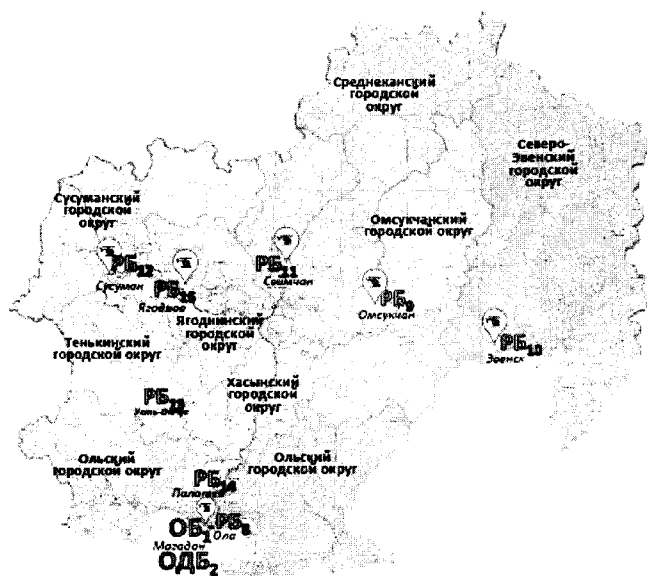 Среднеканский
городской
округ
Северо-
Эвенский
городской
округ
Сусуманский
городской
округ
Омсукчанский
городской округ
РБ12
Сусуман
РБ15
Ягодное
РБ11
Сеймчан
РБ9
Омсукчан
РБ10
Эвенск
Ягоднинский
городской
округ
Тенькинский
городской округ
Хасынский
городской
округ
РБ13
Ольский
городской округ
Ольский
городской округ
РБ14
Палатка
ОБ1
РБ8
Ола
Магадан
ОДБ2